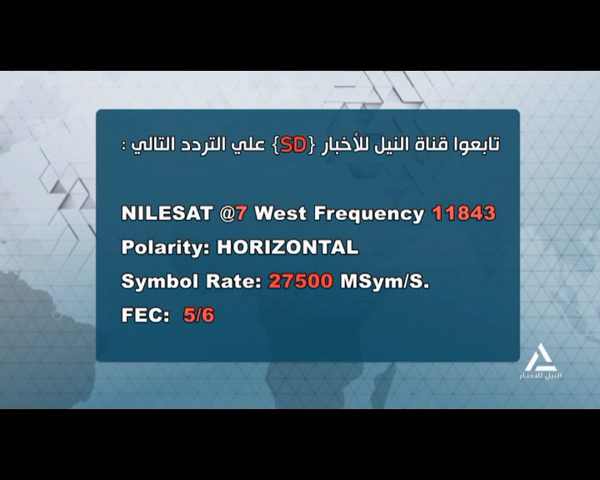 تابعوا قناة النيل للأخبار {SD} علي التردد التالي :
NILESAT @7 West Frequency 11843
Polarity: HORIZONTAL
Symbol Rate: 27500 MSym/S.
FEC: 5/6
النيل للأخبار